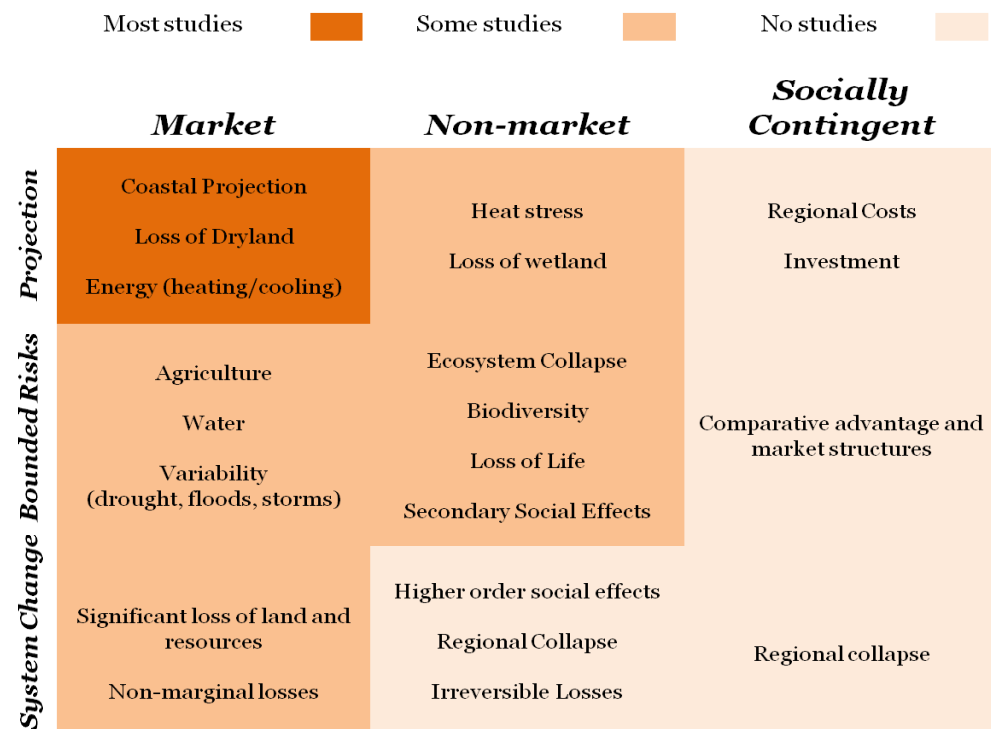 Most studies
Some studies
No studies
Market
Non-market
Socially
Contingent
Projection
Coastal Projection
Loss of Dryland
Energy (heating/cooling)
Heat stress
Loss of wetland
Regional Costs
Investment
Bounded Risks
Agriculture
Water
Variability
(drought, floods, storms)
Ecosystem Collapse
Biodiversity
Loss of Life
Secondary Social Effects
Comparative advantage and
market structures
System Change
Significant loss of land and
resources
Non-marginal losses
Higher order social effects
Regional Collapse
Irreversible Losses
Regional collapse